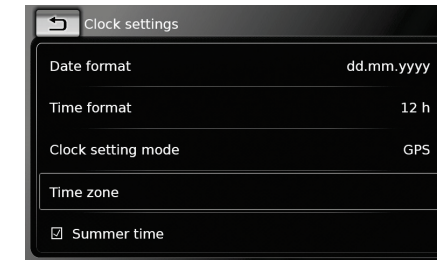 Clock settings
Date format dd.mm.yyyy
Time format 12 h
Clock setting mode GPS
Time zone
Summer time